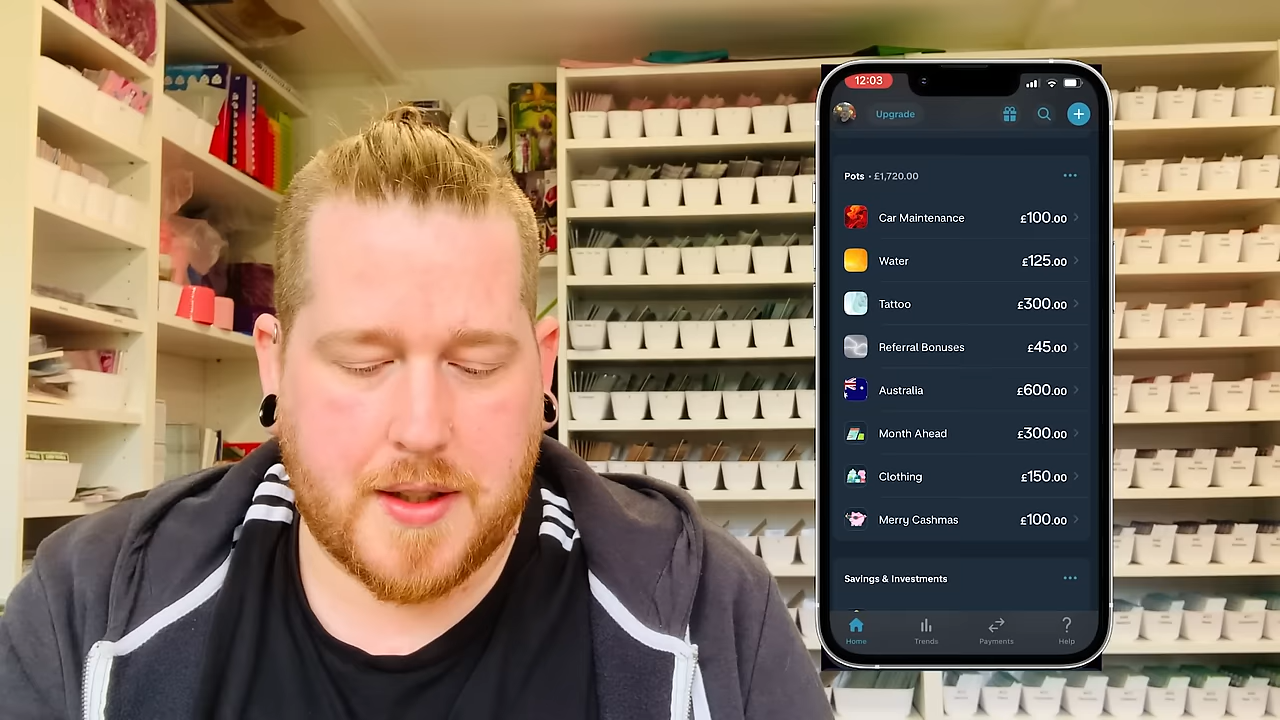 12:03
Upgrade
Pots • £1,720.00
Car Maintenance £100.00
Water £125.00
Tattoo £300.00
Referral Bonuses £45.00
Australia £600.00
Month Ahead £300.00
Clothing £150.00
Merry Cashmas £100.00
Savings & Investments
Home Trends Payments Help